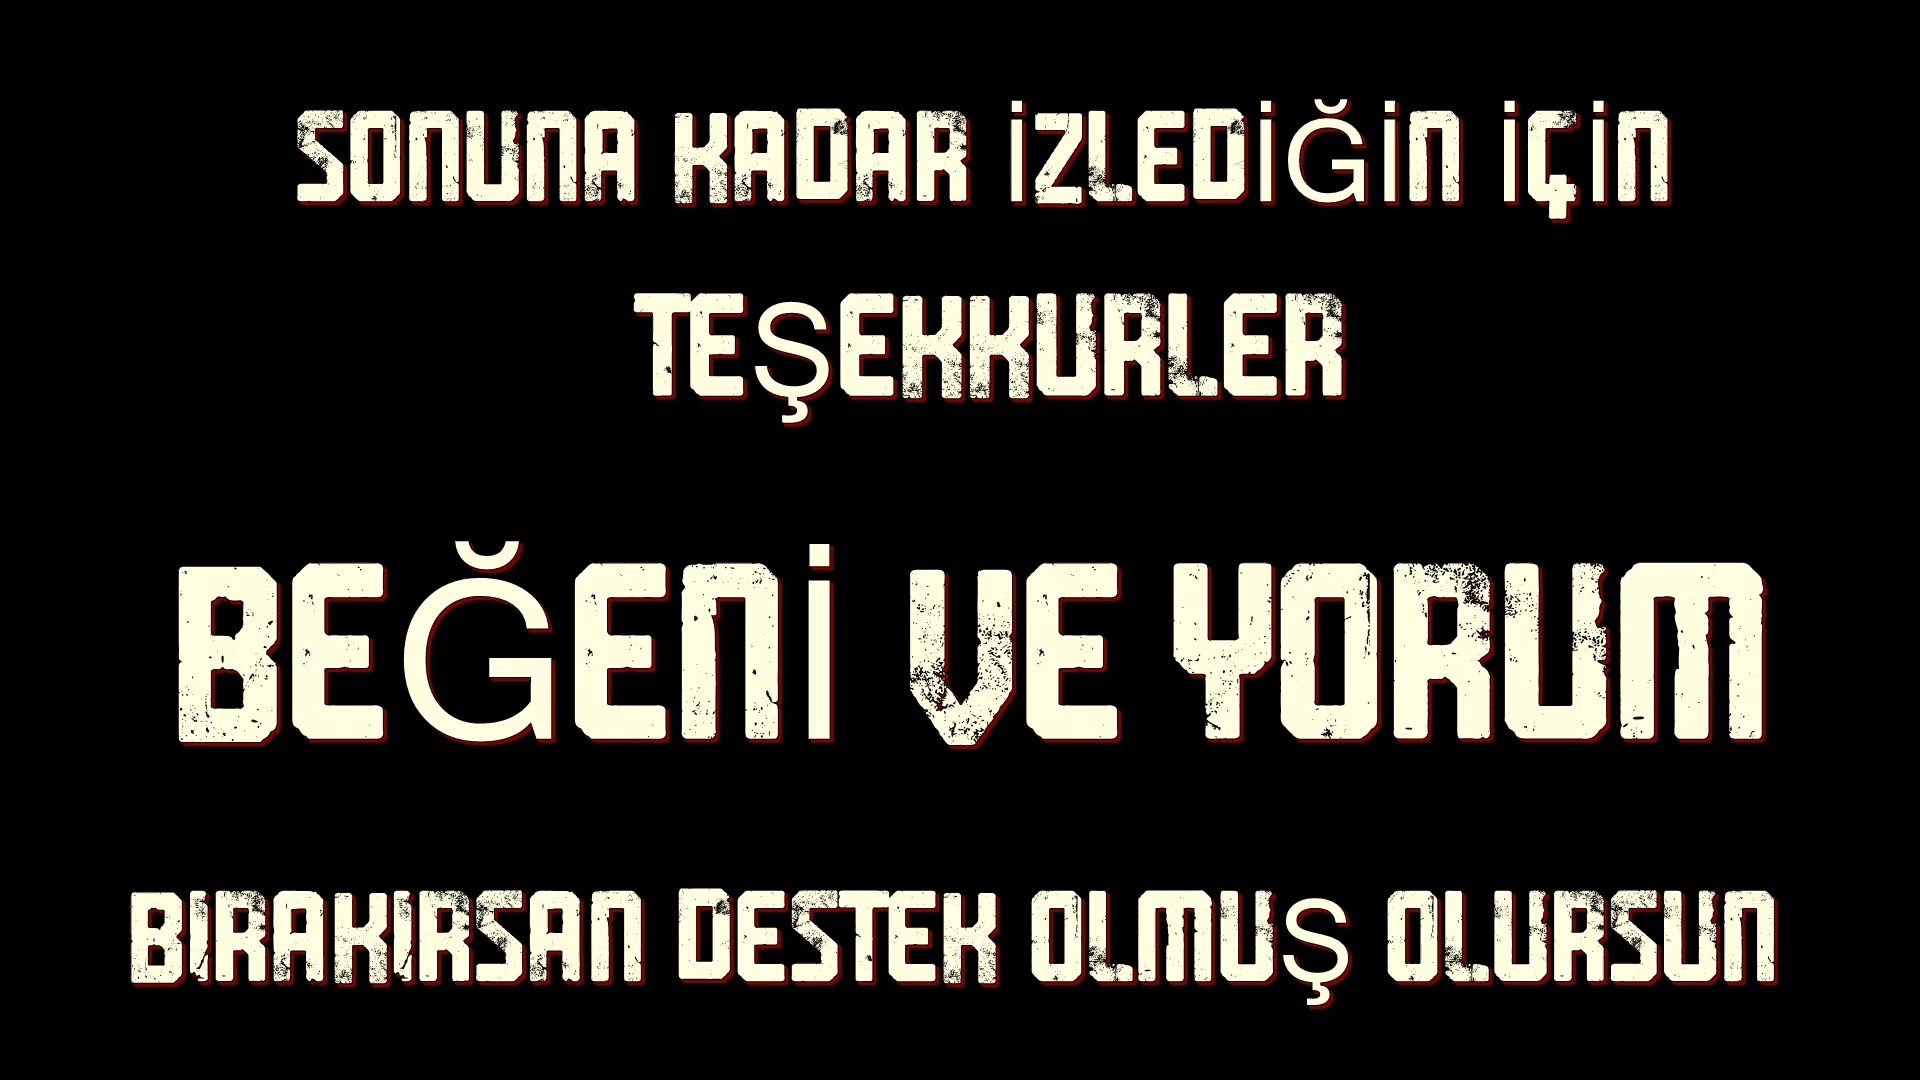 SONUNA KADAR İZLEDİĞİN İÇİN
TEŞEKKURLER
BEĞENİ VE YORUM
BIRAKIRSAN DESTEK OLMUŞ OLURSUN